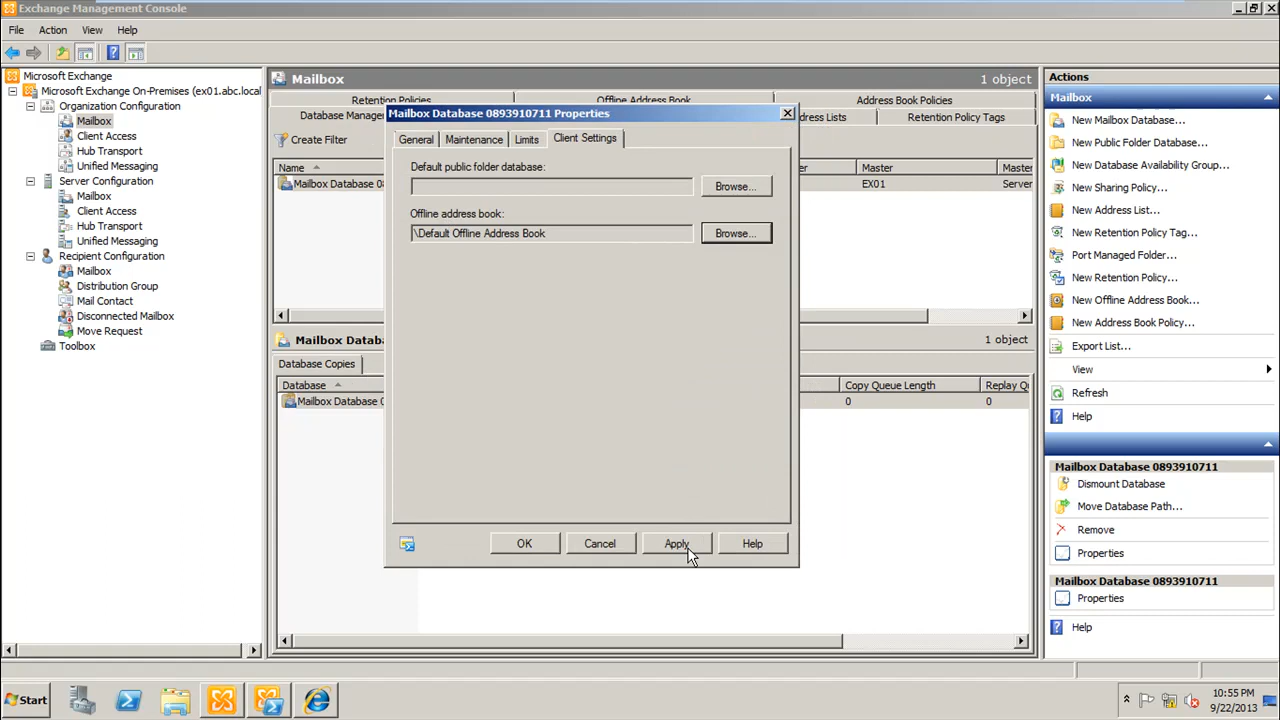 Exchange Management Console
File Action View Help
Microsoft Exchange
Microsoft Exchange On-Premises (ex01.abc.local
Organization Configuration
Mailbox
Client Access
Hub Transport
Unified Messaging
Server Configuration
Mailbox
Client Access
Hub Transport
Unified Messaging
Recipient Configuration
Mailbox
Distribution Group
Mail Contact
Disconnected Mailbox
Move Request
Toolbox
Mailbox 1 object
Retention Policies Offline Address Book Address Book Policies
Database Manag dress Lists Retention Policy Tags
Create Filter
Name Master Master
Mailbox Database 08 EX01 Server
Mailbox Datab 1 object
Database Copies
Database Copy Queue Length Replay Q
Mailbox Database 0 0 0
Mailbox Database 0893910711 Properties
General Maintenance Limits Client Settings
Default public folder database:
Browse...
Offline address book:
\Default Offline Address Book Browse...
OK Cancel Apply Help
Actions
Mailbox
New Mailbox Database...
New Public Folder Database...
New Database Availability Group...
New Sharing Policy...
New Address List...
New Retention Policy Tag...
Port Managed Folder...
New Retention Policy...
New Offline Address Book...
New Address Book Policy...
Export List...
View
Refresh
Help
Mailbox Database 0893910711
Dismount Database
Move Database Path...
Remove
Properties
Mailbox Database 0893910711
Properties
Help
Start
10:55 PM
9/22/2013